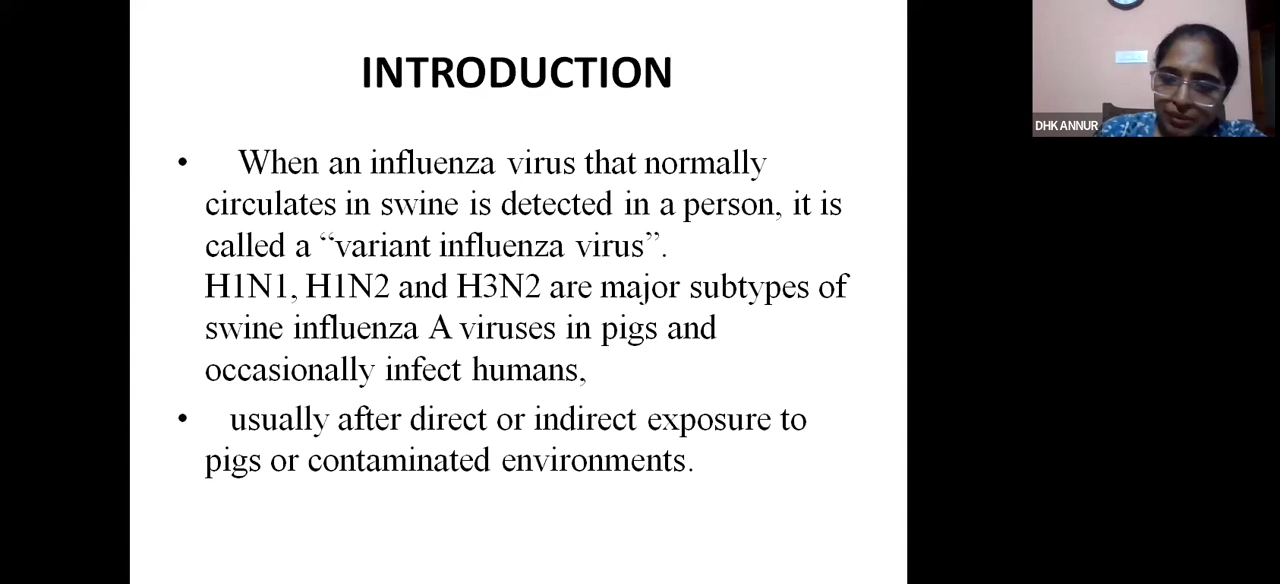 INTRODUCTION
• When an influenza virus that normally
circulates in swine is detected in a person, it is
called a “variant influenza virus”.
H1N1, H1N2 and H3N2 are major subtypes of
swine influenza A viruses in pigs and
occasionally infect humans,
• usually after direct or indirect exposure to
pigs or contaminated environments.
DHKANNUR